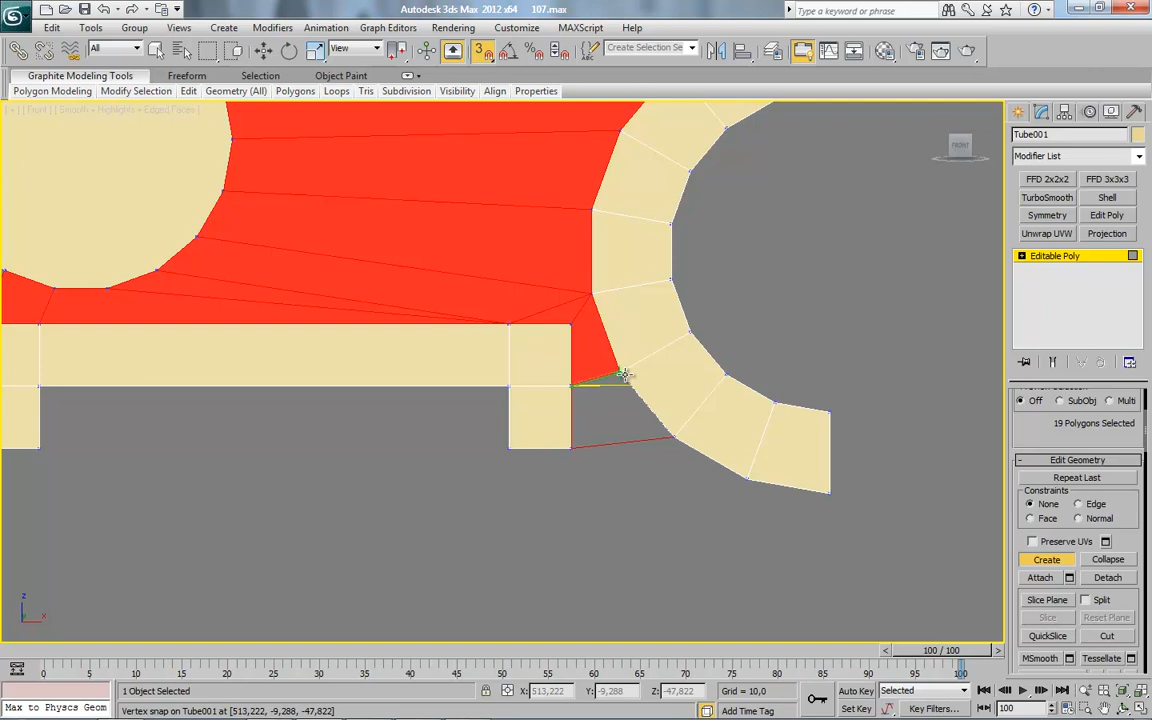 Autodesk 3ds Max 2012 x64 107.max
Type a keyword or phrase
Edit Tools Group Views Create Modifiers Animation Graph Editors Rendering Customize MAXScript Help
All View 3 Create Selection Se
Graphite Modeling Tools Freeform Selection Object Paint
Polygon Modeling Modify Selection Edit Geometry (All) Polygons Loops Tris Subdivision Visibility Align Properties
[ + ] [ Front ] [ Smooth + Highlights + Edged Faces ]
FRONT
Tube001
Modifier List
FFD 2x2x2 FFD 3x3x3
TurboSmooth Shell
Symmetry Edit Poly
Unwrap UVW Projection
Editable Poly
Off SubObj Multi
19 Polygons Selected
Edit Geometry
Repeat Last
Constraints
None Edge
Face Normal
Preserve UVs
Create Collapse
Attach Detach
Slice Plane Split
Slice Reset Plane
QuickSlice Cut
MSmooth Tessellate
z
x
100 / 100
0 5 10 15 20 25 30 35 40 45 50 55 60 65 70 75 80 85 90 95 100
1 Object Selected X: 513,222 Y: -9,288 Z: -47,822 Grid = 10,0 Auto Key Selected
Max to Physcs Geom Vertex snap on Tube001 at [513,222, -9,288, -47,822] Add Time Tag Set Key Key Filters... 100